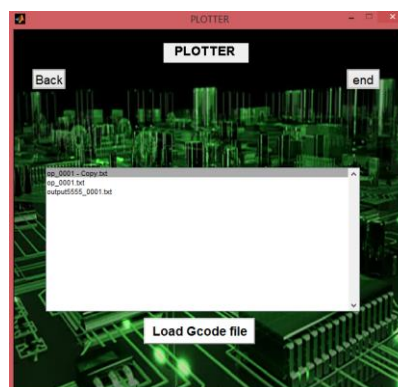 PLOTTER
PLOTTER
Back
end
op_0001 - Copy.txt
op_0001.txt
output5555_0001.txt
Load Gcode file